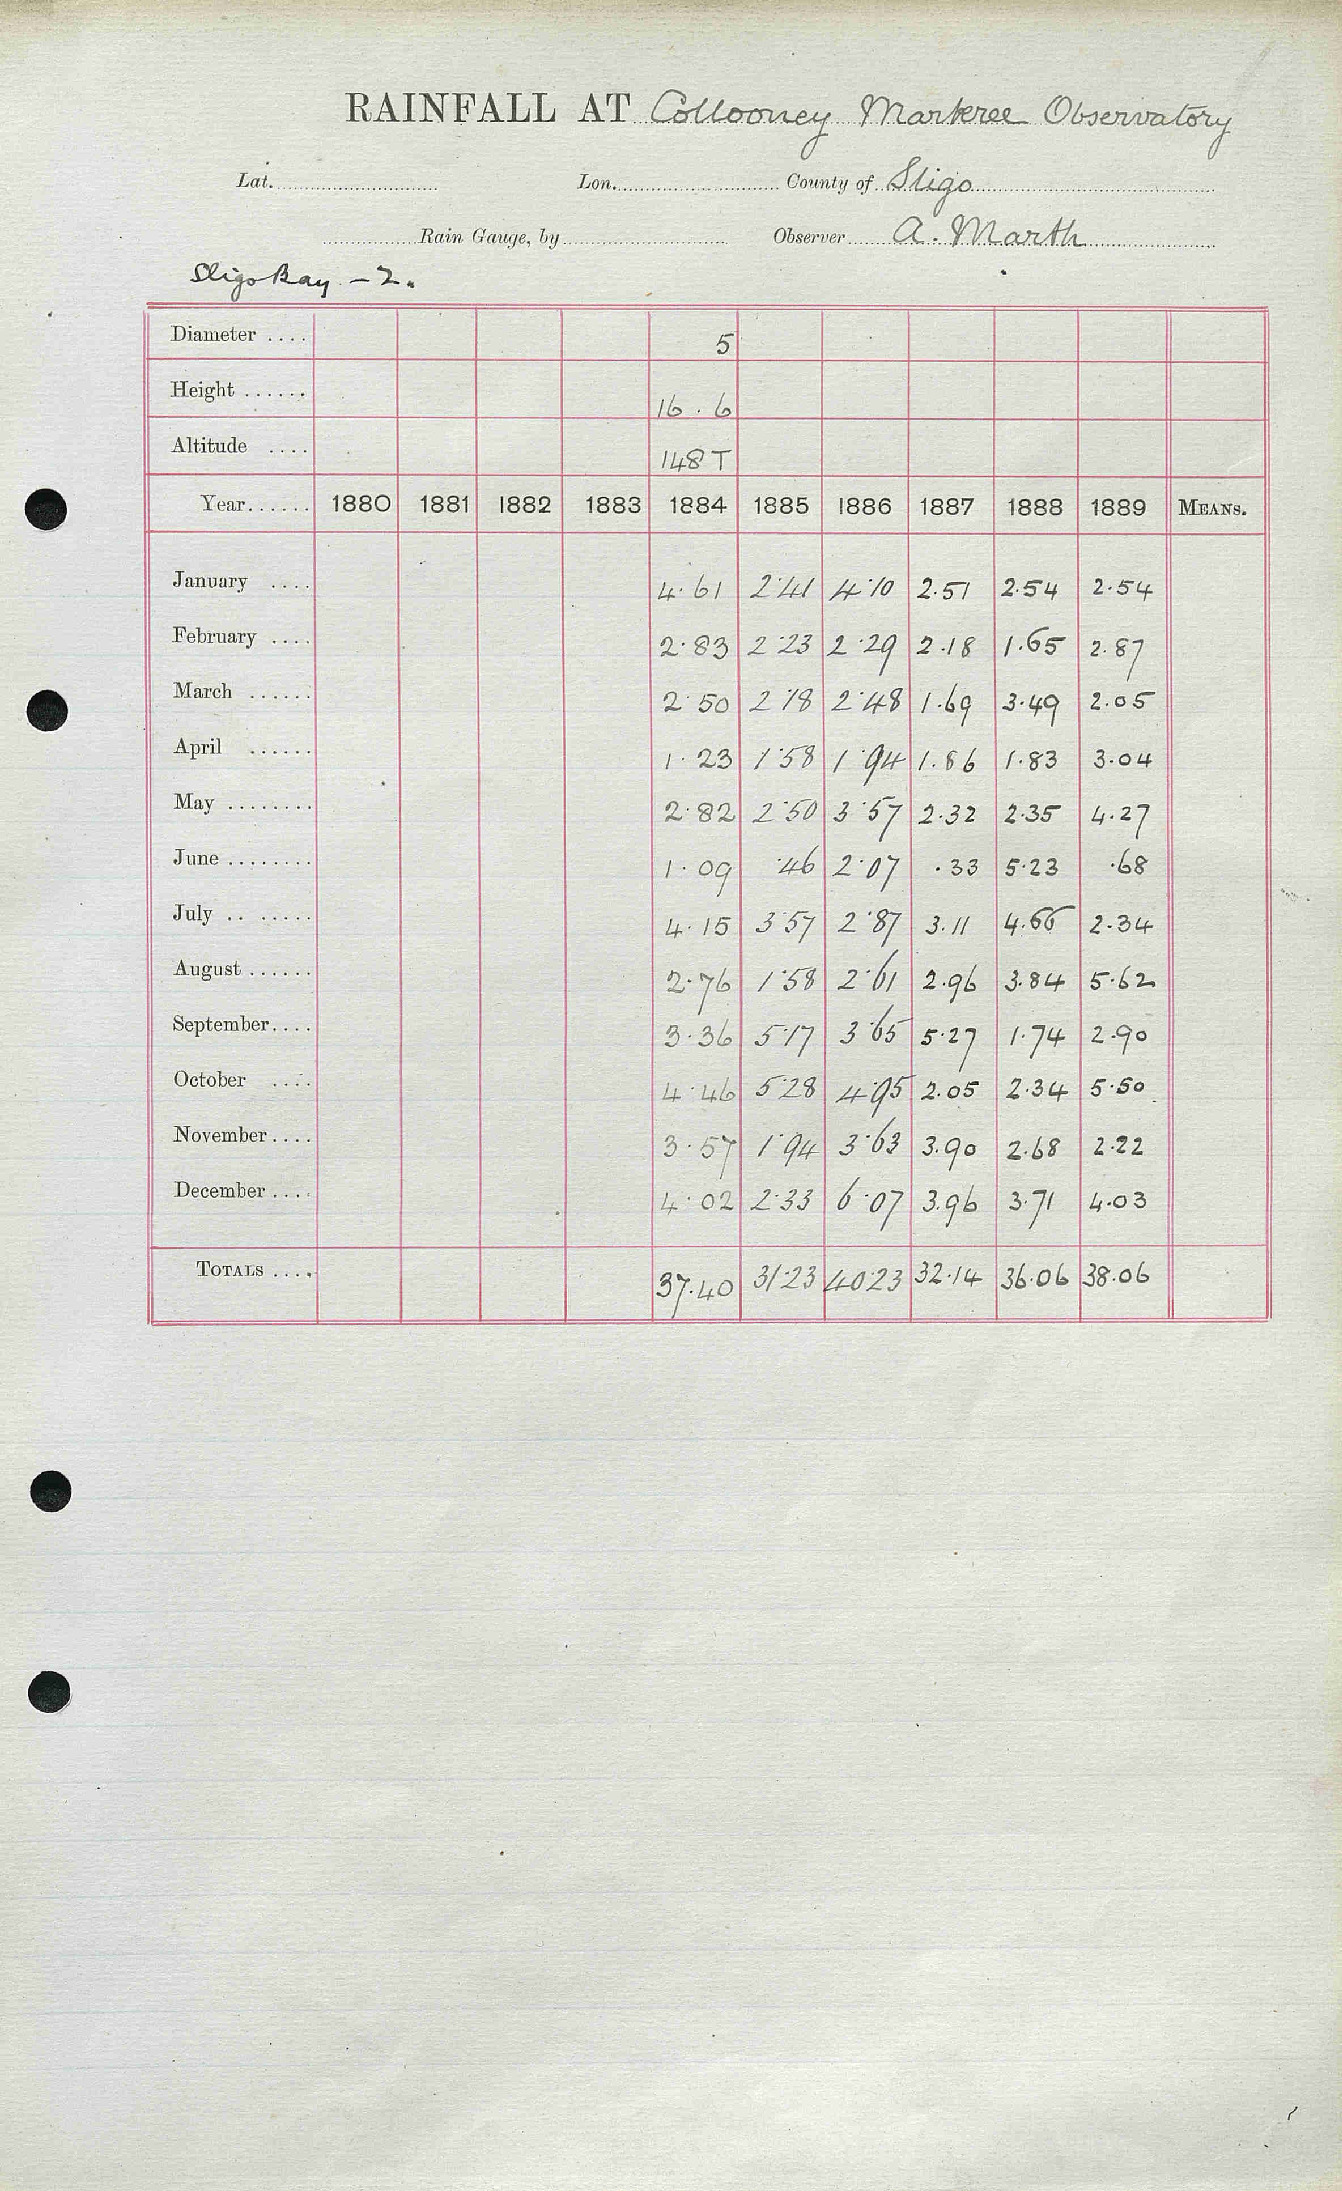 RAINFALL AT Collooney Markree Observatory
Lat. Lon. County of Sligo
Rain Gauge, by Observer A. Marth
Sligo Bay - 2.
Diameter .... 5
Height ...... 16.6
Altitude .... 148 T
Year...... 1880 1881 1882 1883 1884 1885 1886 1887 1888 1889 MEANS.
January .... 4.61 2.41 4.10 2.51 2.54 2.54
February .... 2.83 2.23 2.29 2.18 1.65 2.87
March ...... 2.50 2.18 2.48 1.69 3.49 2.05
April ...... 1.23 1.58 1.94 1.86 1.83 3.04
May ........ 2.82 2.50 3.57 2.32 2.35 4.27
June ........ 1.09 .46 2.07 .33 5.23 .68
July .. ..... 4.15 3.57 2.87 3.11 4.66 2.34
August ...... 2.76 1.58 2.61 2.96 3.84 5.62
September.... 3.36 5.17 3.65 5.27 1.74 2.90
October .... 4.46 5.28 4.95 2.05 2.34 5.50
November.... 3.57 1.94 3.63 3.90 2.68 2.22
December .... 4.02 2.33 6.07 3.96 3.71 4.03
TOTALS .... 37.40 31.23 40.23 32.14 36.06 38.06